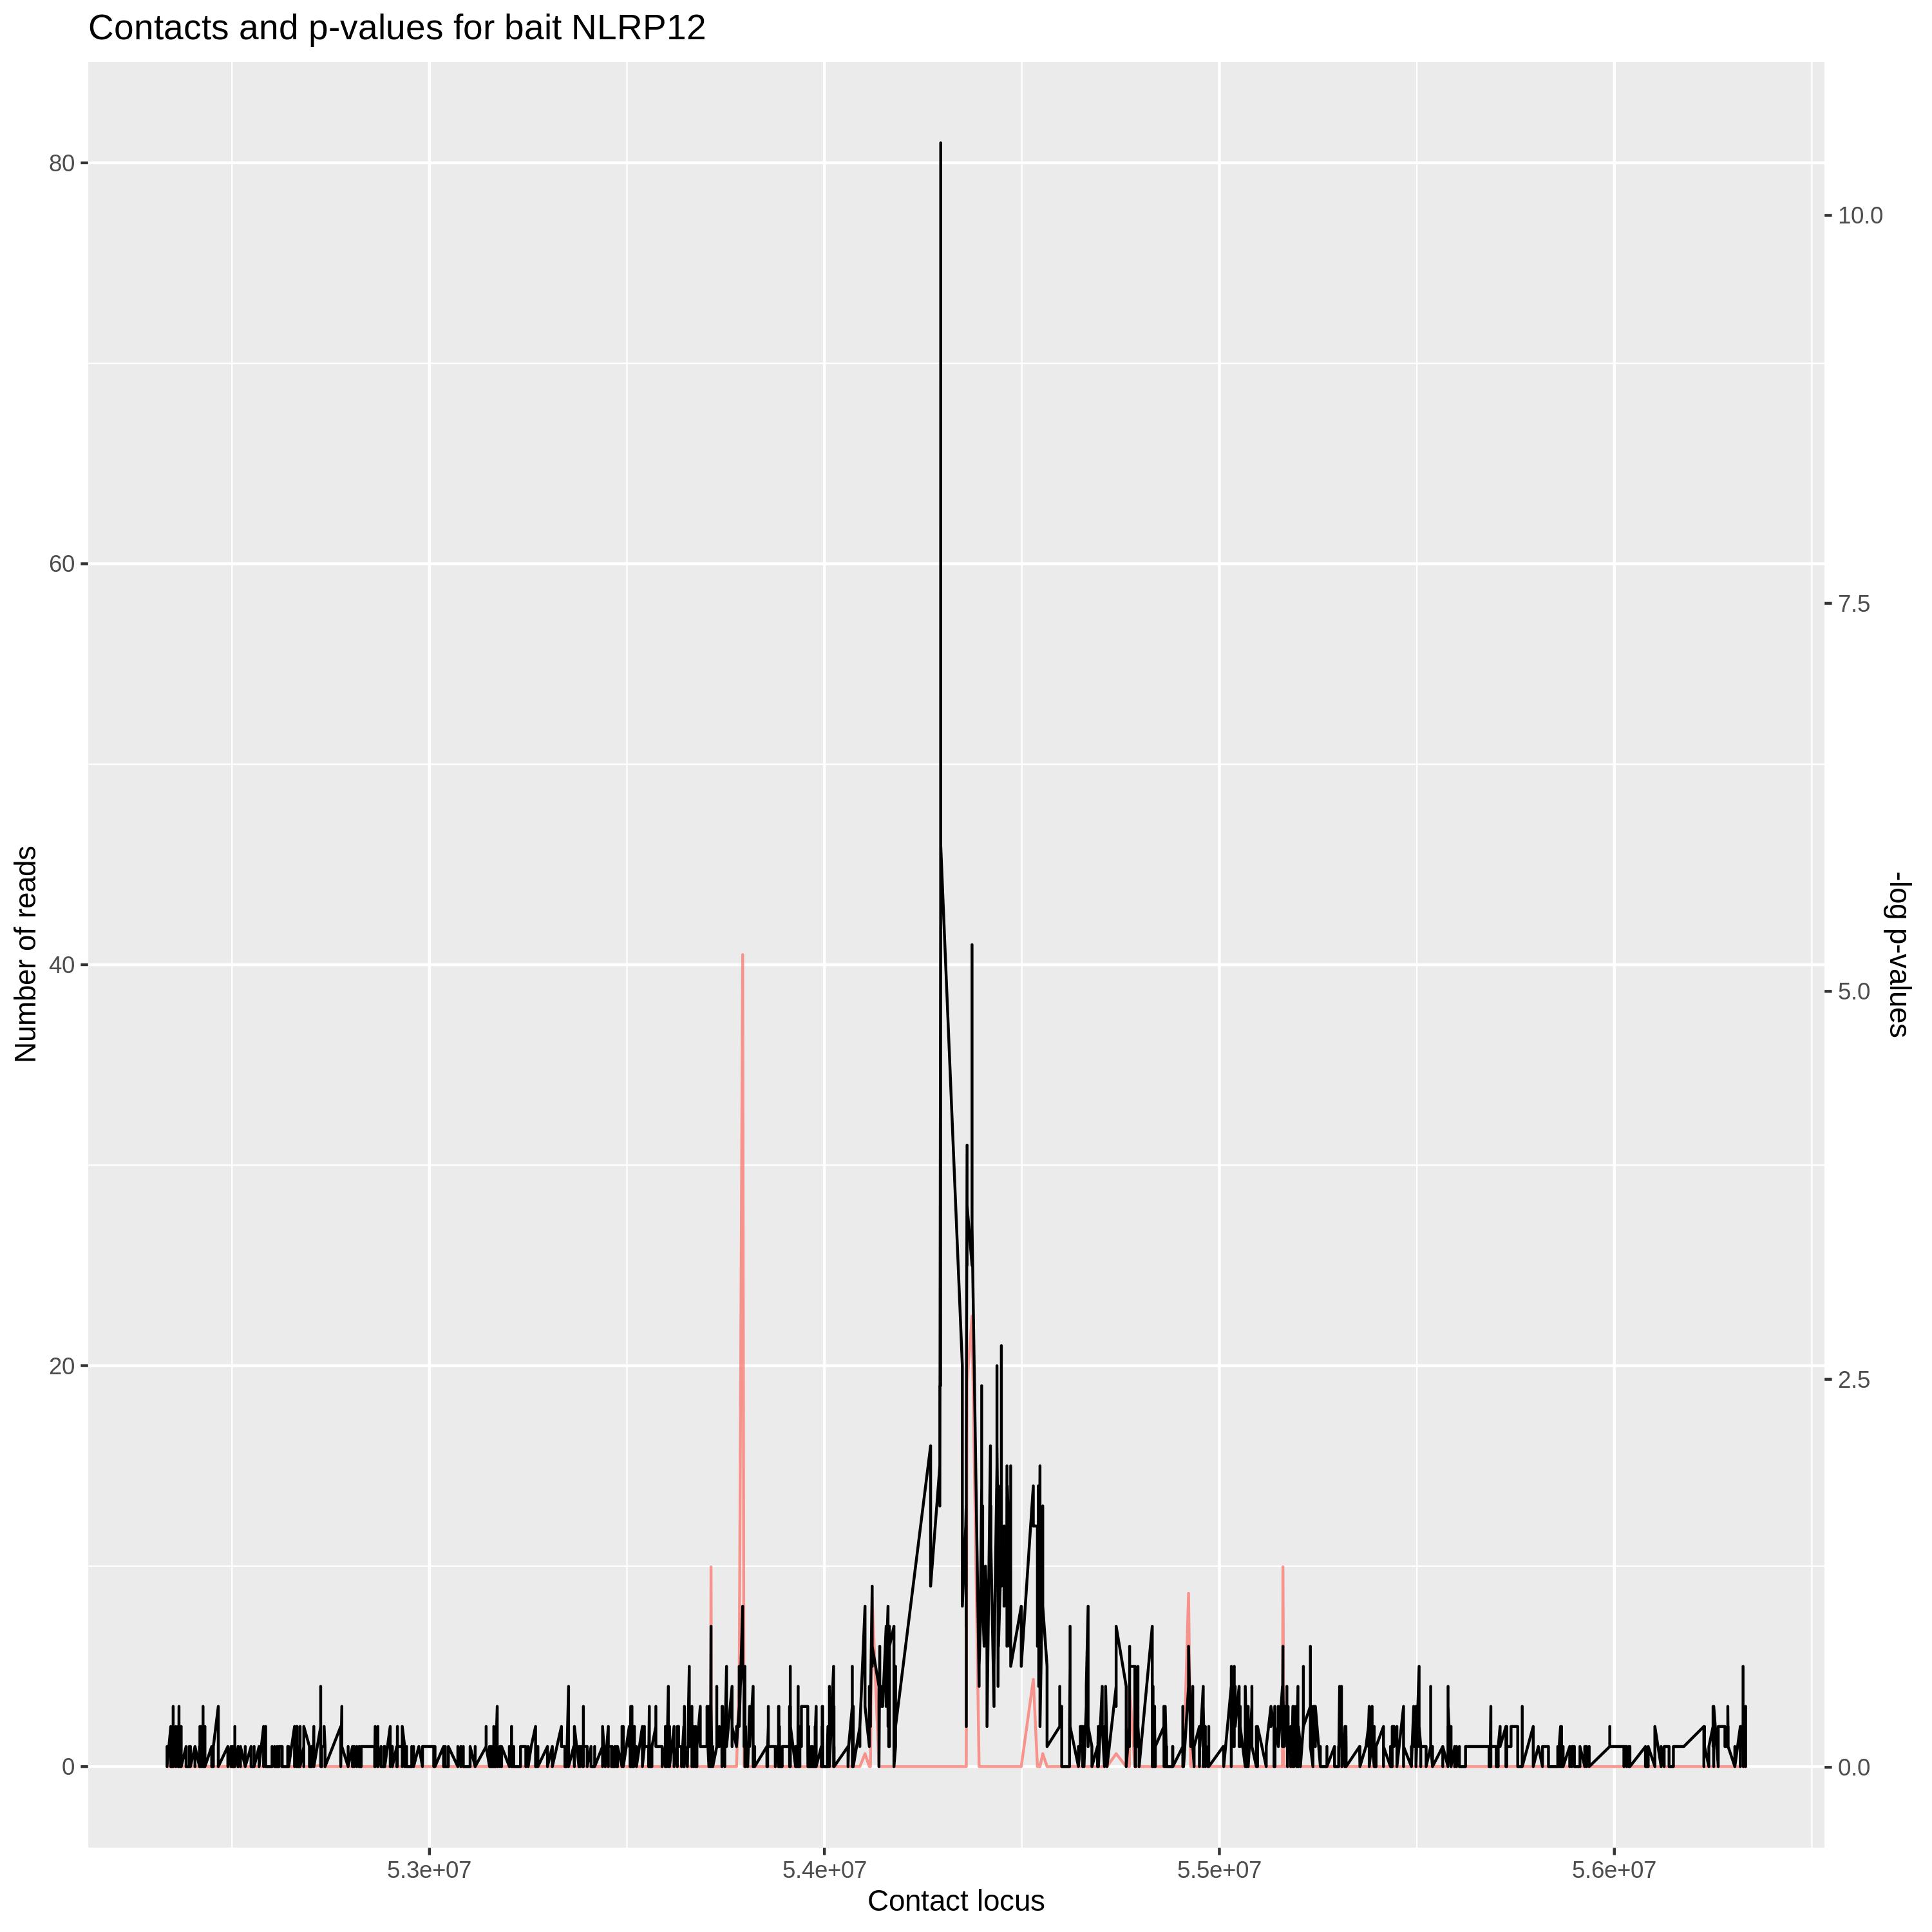 Contacts and p-values for bait NLRP12
80
60
40
20
0
Number of reads
10.0
7.5
5.0
2.5
0.0
-log p-values
5.3e+07
5.4e+07
5.5e+07
5.6e+07
Contact locus